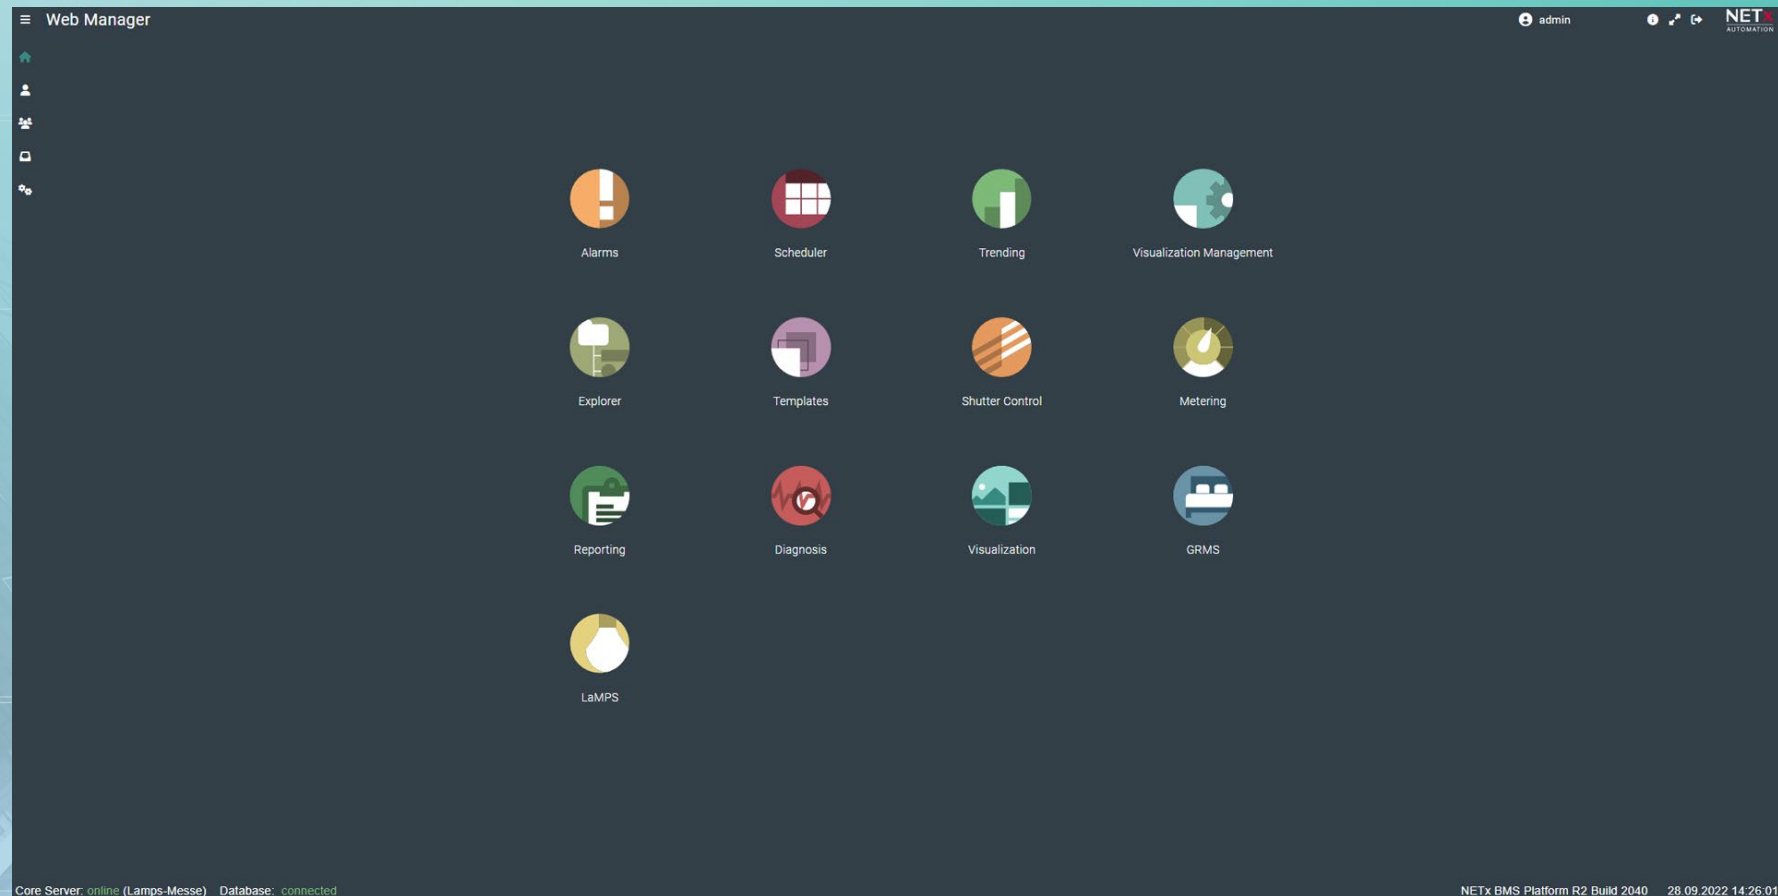 Web Manager
admin
NETX
AUTOMATION
Alarms
Scheduler
Trending
Visualization Management
Explorer
Templates
Shutter Control
Metering
Reporting
Diagnosis
Visualization
GRMS
LaMPS
Core Server: online (Lamps-Messe) Database: connected
NETx BMS Platform R2 Build 2040 28.09.2022 14:26:01